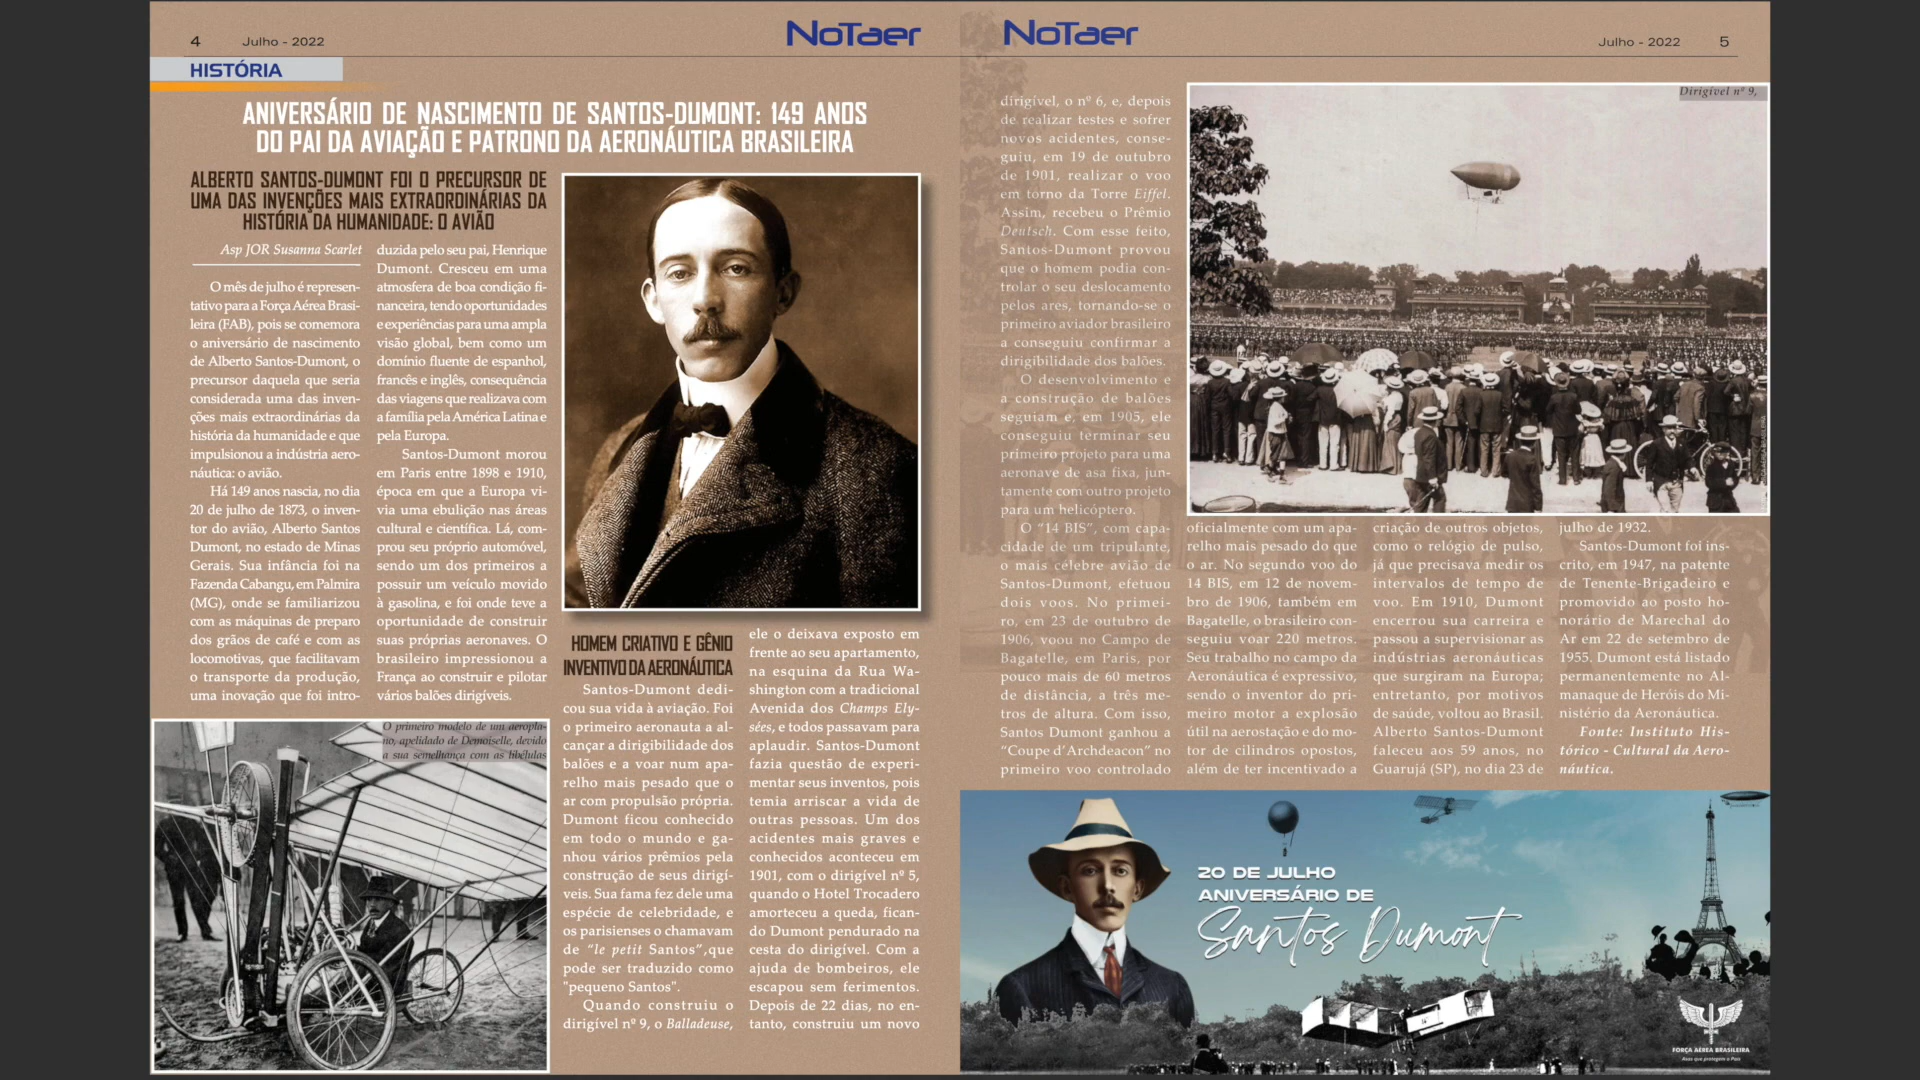 4 Julho - 2022 NOTaer
HISTÓRIA
ANIVERSÁRIO DE NASCIMENTO DE SANTOS-DUMONT: 149 ANOS
DO PAI DA AVIAÇÃO E PATRONO DA AERONÁUTICA BRASILEIRA
ALBERTO SANTOS-DUMONT FOI O PRECURSOR DE
UMA DAS INVENÇÕES MAIS EXTRAORDINÁRIAS DA
HISTÓRIA DA HUMANIDADE: O AVIÃO
Asp JOR Susanna Scarlet
O mês de julho é represen-
tativo para a Força Aérea Brasi-
leira (FAB), pois se comemora
o aniversário de nascimento
de Alberto Santos-Dumont, o
precursor daquela que seria
considerada uma das inven-
ções mais extraordinárias da
história da humanidade e que
impulsionou a indústria aero-
náutica: o avião.
Há 149 anos nascia, no dia
20 de julho de 1873, o inven-
tor do avião, Alberto Santos
Dumont, no estado de Minas
Gerais. Sua infância foi na
Fazenda Cabangu, em Palmira
(MG), onde se familiarizou
com as máquinas de preparo
dos grãos de café e com as
locomotivas, que facilitavam
o transporte da produção,
uma inovação que foi intro-
duzida pelo seu pai, Henrique
Dumont. Cresceu em uma
atmosfera de boa condição fi-
nanceira, tendo oportunidades
e experiências para uma ampla
visão global, bem como um
domínio fluente de espanhol,
francês e inglês, consequência
das viagens que realizava com
a família pela América Latina e
pela Europa.
Santos-Dumont morou
em Paris entre 1898 e 1910,
época em que a Europa vi-
via uma ebulição nas áreas
cultural e científica. Lá, com-
prou seu próprio automóvel,
sendo um dos primeiros a
possuir um veículo movido
à gasolina, e foi onde teve a
oportunidade de construir
suas próprias aeronaves. O
brasileiro impressionou a
França ao construir e pilotar
vários balões dirigíveis.
O primeiro modelo de um aeropla-
no, apelidado de Demoiselle, devido
a sua semelhança com as libélulas
HOMEM CRIATIVO E GÊNIO
INVENTIVO DA AERONÁUTICA
Santos-Dumont dedi-
cou sua vida à aviação. Foi
o primeiro aeronauta a al-
cançar a dirigibilidade dos
balões e a voar num apa-
relho mais pesado que o
ar com propulsão própria.
Dumont ficou conhecido
em todo o mundo e ga-
nhou vários prêmios pela
construção de seus dirigí-
veis. Sua fama fez dele uma
espécie de celebridade, e
os parisienses o chamavam
de “le petit Santos”,que
pode ser traduzido como
"pequeno Santos".
Quando construiu o
dirigível nº 9, o Balladeuse,
ele o deixava exposto em
frente ao seu apartamento,
na esquina da Rua Wa-
shington com a tradicional
Avenida dos Champs Ely-
sées, e todos passavam para
aplaudir. Santos-Dumont
fazia questão de experi-
mentar seus inventos, pois
temia arriscar a vida de
outras pessoas. Um dos
acidentes mais graves e
conhecidos aconteceu em
1901, com o dirigível nº 5,
quando o Hotel Trocadero
amorteceu a queda, fican-
do Dumont pendurado na
cesta do dirigível. Com a
ajuda de bombeiros, ele
escapou sem ferimentos.
Depois de 22 dias, no en-
tanto, construiu um novo
NOTaer Julho - 2022 5
dirigível, o nº 6, e, depois
de realizar testes e sofrer
novos acidentes, conse-
guiu, em 19 de outubro
de 1901, realizar o voo
em torno da Torre Eiffel.
Assim, recebeu o Prêmio
Deutsch. Com esse feito,
Santos-Dumont provou
que o homem podia con-
trolar o seu deslocamento
pelos ares, tornando-se o
primeiro aviador brasileiro
a conseguiu confirmar a
dirigibilidade dos balões.
O desenvolvimento e
a construção de balões
seguiam e, em 1905, ele
conseguiu terminar seu
primeiro projeto para uma
aeronave de asa fixa, jun-
tamente com outro projeto
para um helicóptero.
O “14 BIS”, com capa-
cidade de um tripulante,
o mais célebre avião de
Santos-Dumont, efetuou
dois voos. No primei-
ro, em 23 de outubro de
1906, voou no Campo de
Bagatelle, em Paris, por
pouco mais de 60 metros
de distância, a três me-
tros de altura. Com isso,
Santos Dumont ganhou a
“Coupe d’Archdeacon” no
primeiro voo controlado
Dirigível nº 9,
oficialmente com um apa-
relho mais pesado do que
o ar. No segundo voo do
14 BIS, em 12 de novem-
bro de 1906, também em
Bagatelle, o brasileiro con-
seguiu voar 220 metros.
Seu trabalho no campo da
Aeronáutica é expressivo,
sendo o inventor do pri-
meiro motor a explosão
útil na aerostação e do mo-
tor de cilindros opostos,
além de ter incentivado a
criação de outros objetos,
como o relógio de pulso,
já que precisava medir os
intervalos de tempo de
voo. Em 1910, Dumont
encerrou sua carreira e
passou a supervisionar as
indústrias aeronáuticas
que surgiram na Europa;
entretanto, por motivos
de saúde, voltou ao Brasil.
Alberto Santos-Dumont
faleceu aos 59 anos, no
Guarujá (SP), no dia 23 de
julho de 1932.
Santos-Dumont foi ins-
crito, em 1947, na patente
de Tenente-Brigadeiro e
promovido ao posto ho-
norário de Marechal do
Ar em 22 de setembro de
1955. Dumont está listado
permanentemente no Al-
manaque de Heróis do Mi-
nistério da Aeronáutica.
Fonte: Instituto His-
tórico - Cultural da Aero-
náutica.
20 DE JULHO
ANIVERSÁRIO DE
Santos Dumont
FORÇA AÉREA BRASILEIRA
Asas que protegem o País